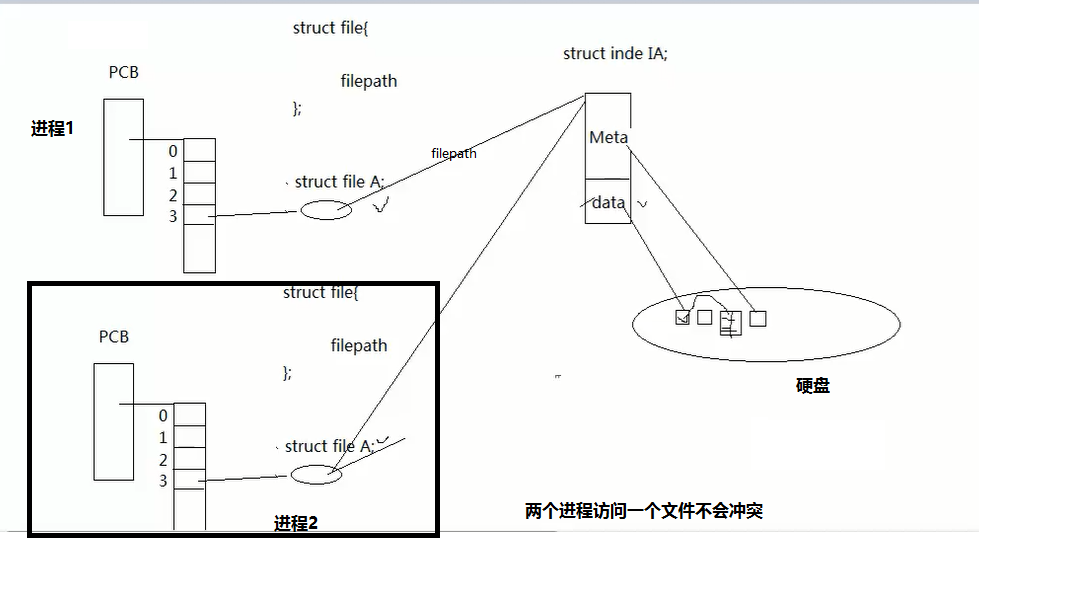 struct file{
filepath
};
PCB
进程1
0
1
2
3
struct file A;
filepath
struct inde IA;
Meta
data
硬盘
struct file{
filepath
};
PCB
0
1
2
3
struct file A;
进程2
两个进程访问一个文件不会冲突